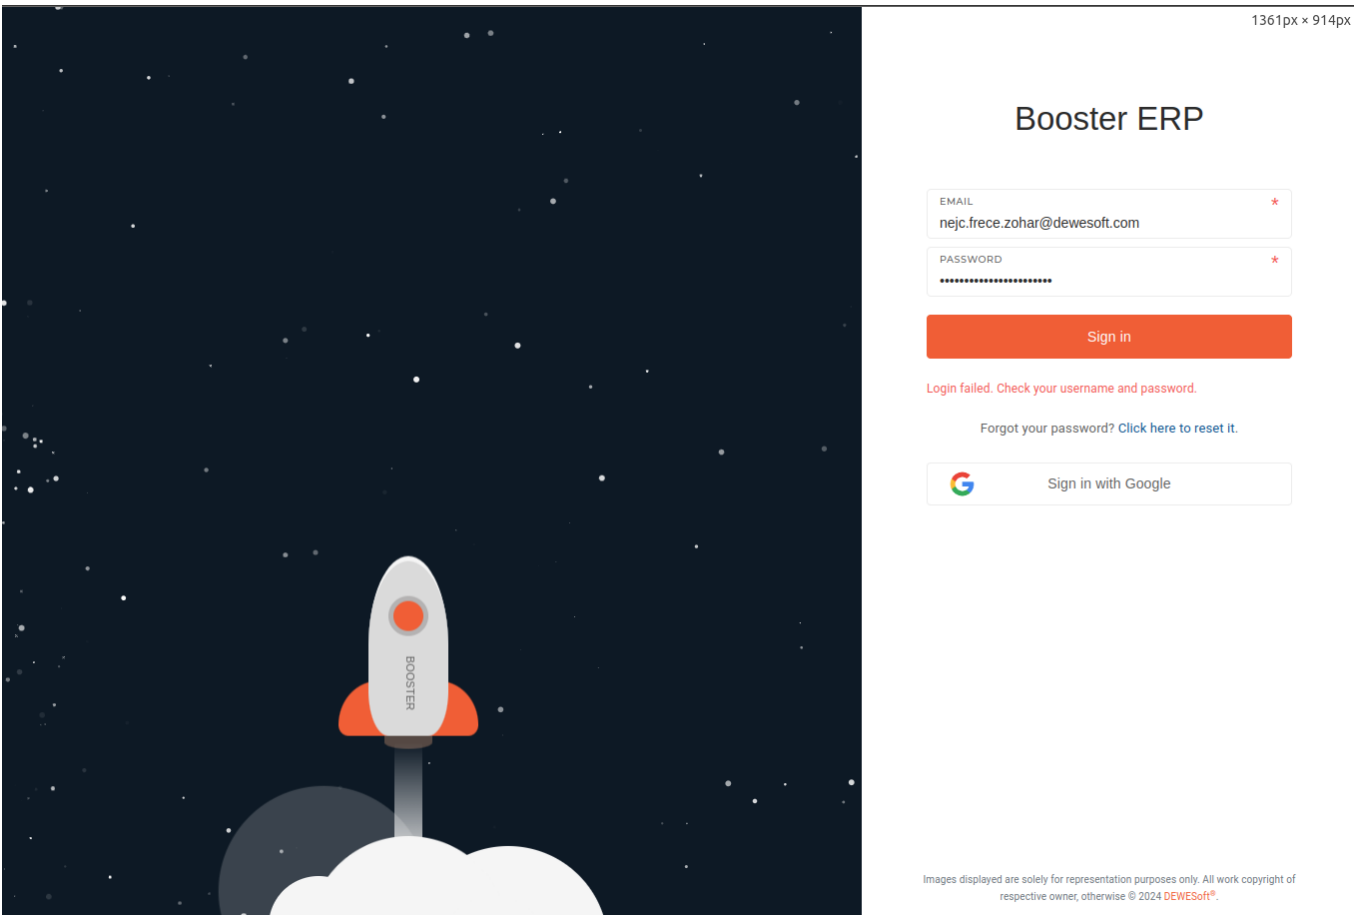 1361px × 914px
Booster ERP
EMAIL
*
nejc.frece.zohar@dewesoft.com
PASSWORD
*
••••••••••••••••••••••••
Sign in
Login failed. Check your username and password.
Forgot your password? Click here to reset it.
Sign in with Google
BOOSTER
Images displayed are solely for representation purposes only. All work copyright of
respective owner, otherwise © 2024 DEWESoft®.